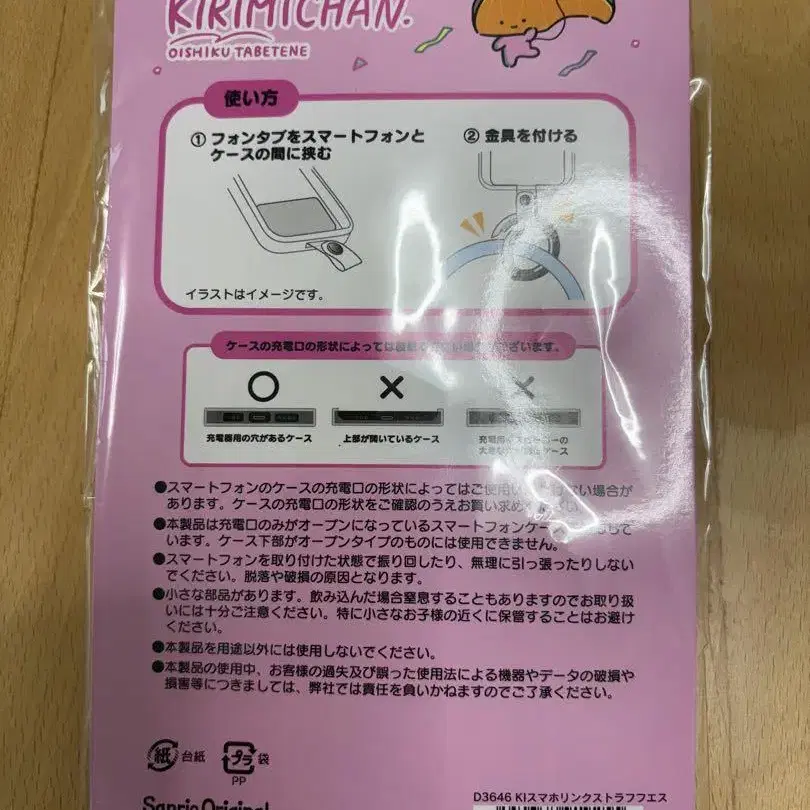 KIRIMICHAN.
OISHIKU TABETENE
使い方
① フォンタブをスマートフォンと
ケースの間に挟む
② 金具を付ける
イラストはイメージです。
ケースの充電口の形状によっては
ございます。
充電器用の穴があるケース
上部が開いているケース
●スマートフォンのケースの充電口の形状によってはご使用い
ない場合が
あります。ケースの充電口の形状をご確認のうえお買い求め
●本製品は充電口のみがオープンになっているスマートフォンケー
います。ケース下部がオープンタイプのものには使用できません。
●スマートフォンを取り付けた状態で振り回したり、無理に引っ張ったりしない
でください。脱落や破損の原因となります。
●小さな部品があります。飲み込んだ場合窒息することもありますのでお取り扱
いには十分ご注意ください。特に小さなお子様の近くに保管することはお避け
ください。
●本製品を用途以外には使用しないでください。
●本製品の使用中、お客様の過失及び誤った使用法による機器やデータの破損や
損害等につきましては、弊社では責任を負いかねますのでご了承ください。
紙 台紙 プラ 袋
PP
Sanrio Original
D3646 KIスマホリンクストラフフエス